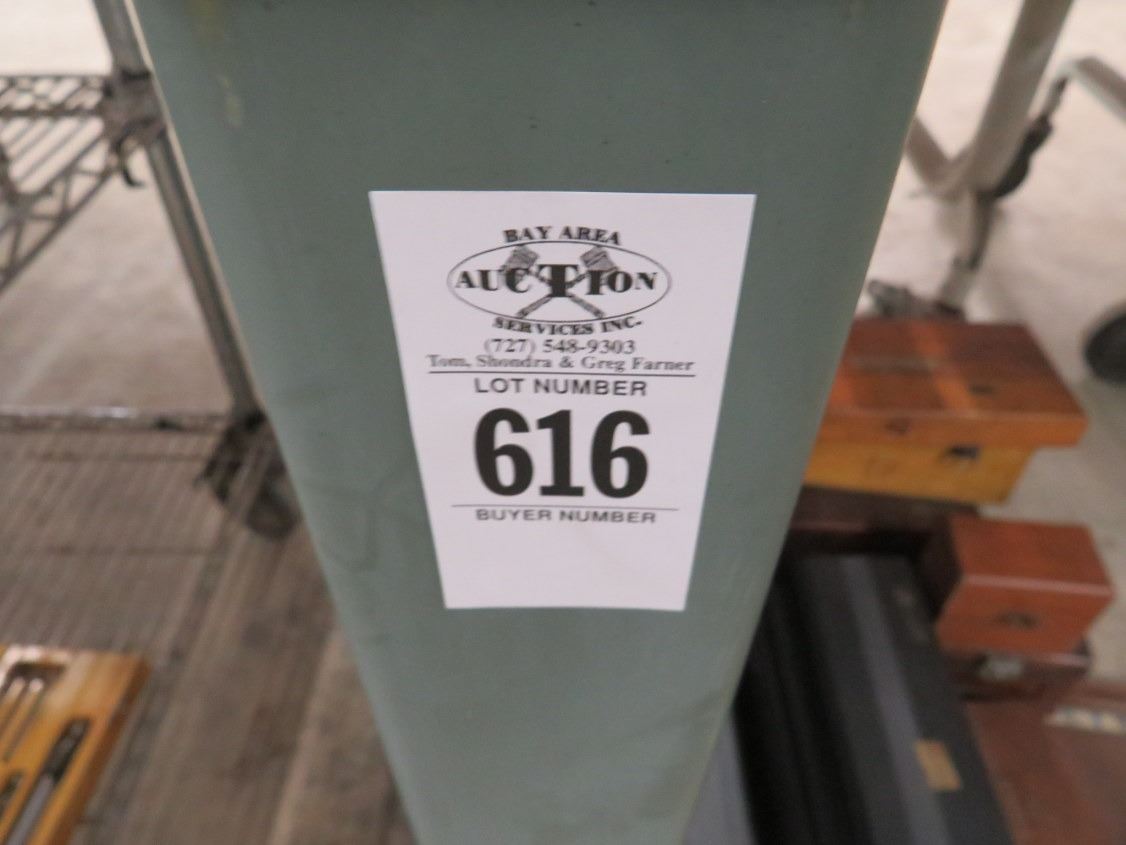 BAY AREA
AUCTION
SERVICES INC.
(727) 548-9303
Tom, Shondra & Greg Farner
LOT NUMBER
616
BUYER NUMBER